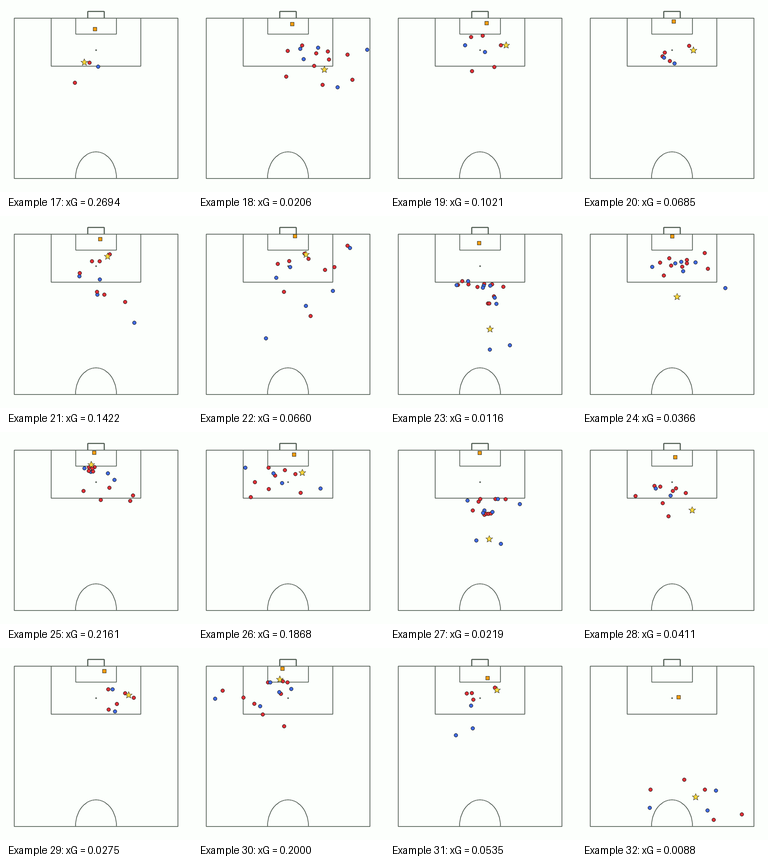 Example 17: xG = 0.2694
Example 18: xG = 0.0206
Example 19: xG = 0.1021
Example 20: xG = 0.0685
Example 21: xG = 0.1422
Example 22: xG = 0.0660
Example 23: xG = 0.0116
Example 24: xG = 0.0366
Example 25: xG = 0.2161
Example 26: xG = 0.1868
Example 27: xG = 0.0219
Example 28: xG = 0.0411
Example 29: xG = 0.0275
Example 30: xG = 0.2000
Example 31: xG = 0.0535
Example 32: xG = 0.0088